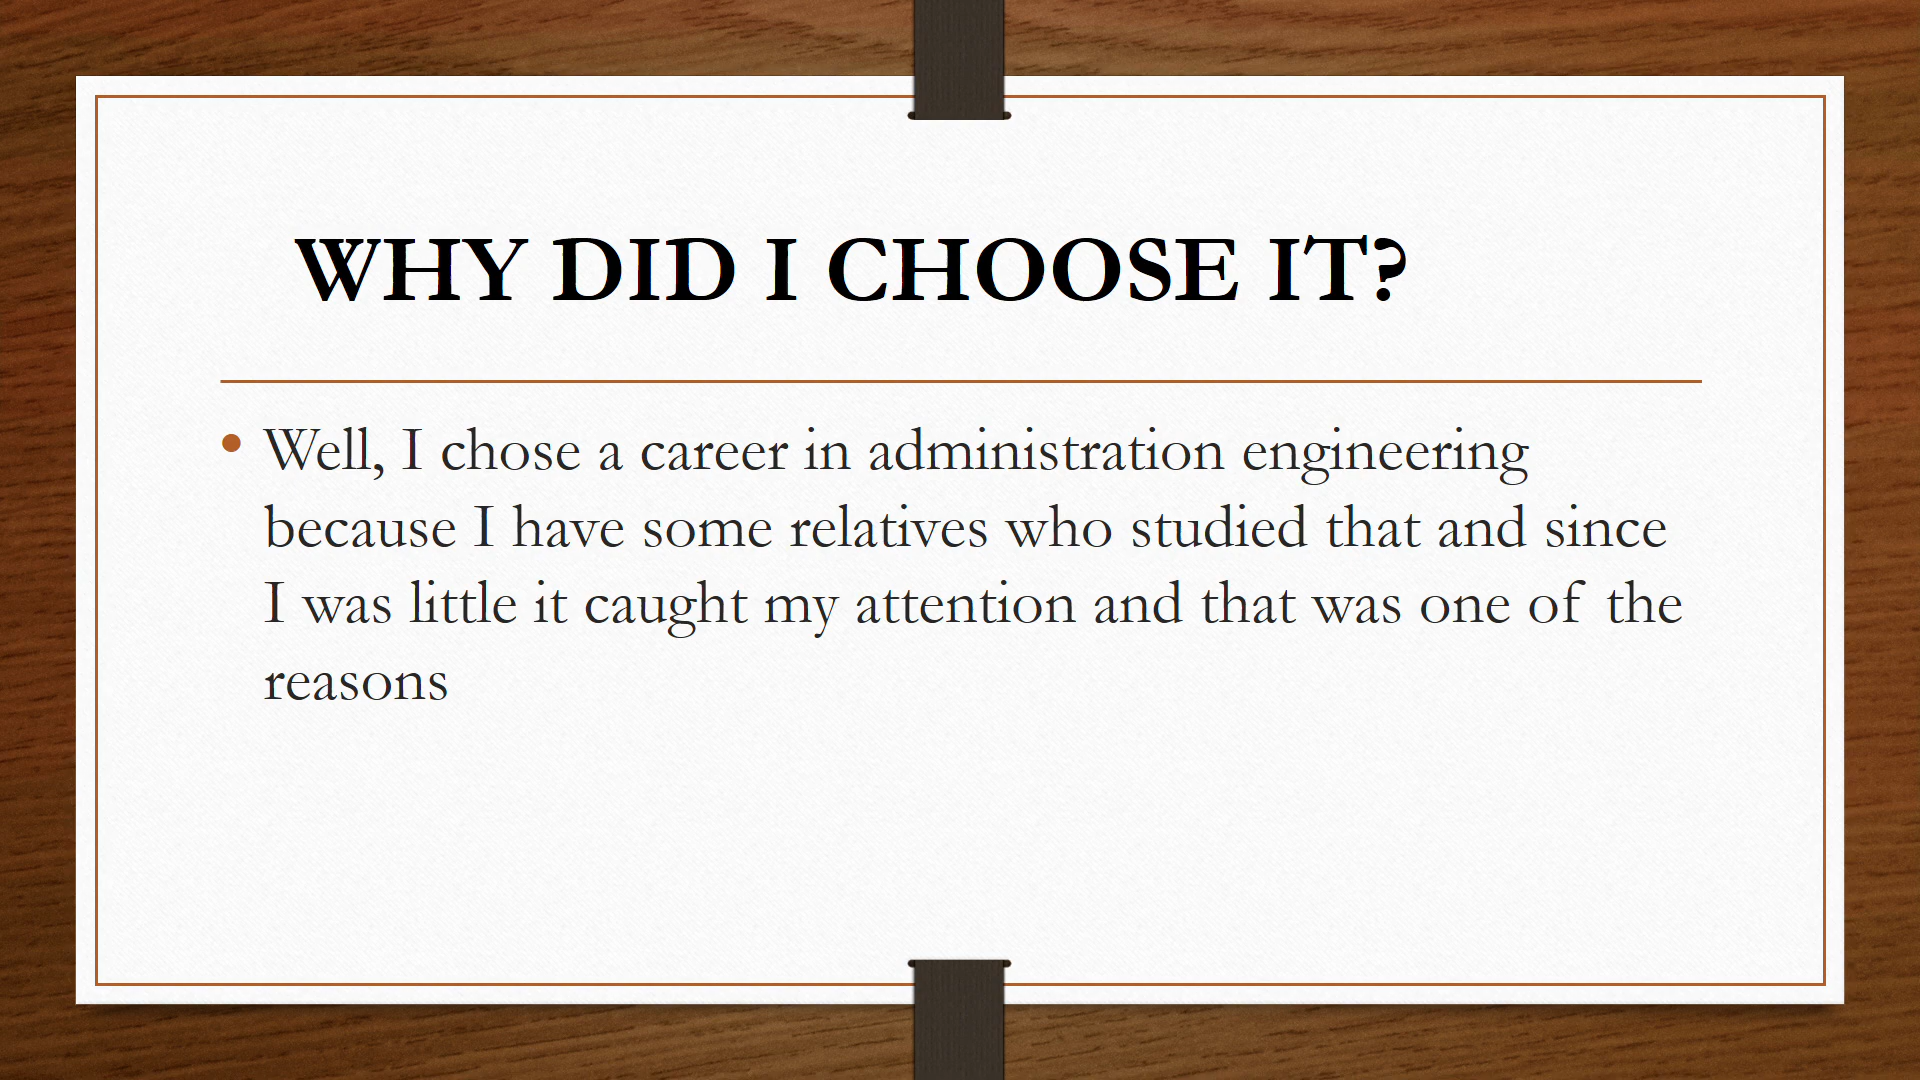 WHY DID I CHOOSE IT?
• Well, I chose a career in administration engineering
because I have some relatives who studied that and since
I was little it caught my attention and that was one of the
reasons